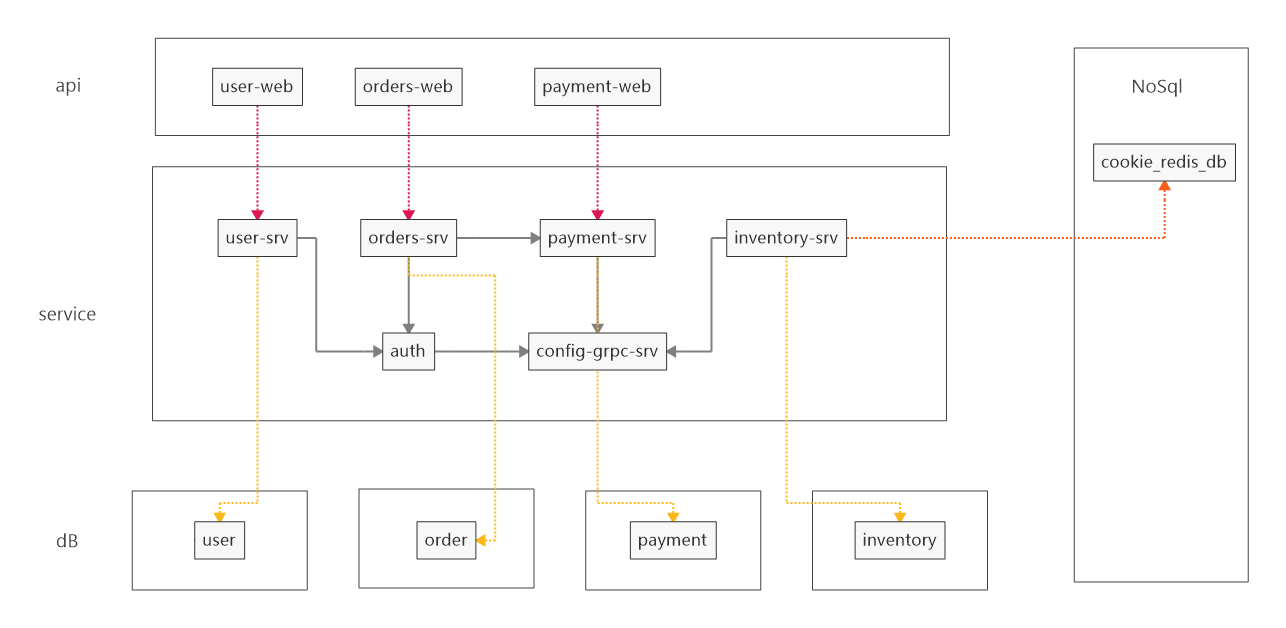 api
user-web
orders-web
payment-web
NoSql
cookie_redis_db
user-srv
orders-srv
payment-srv
inventory-srv
service
auth
config-grpc-srv
dB
user
order
payment
inventory